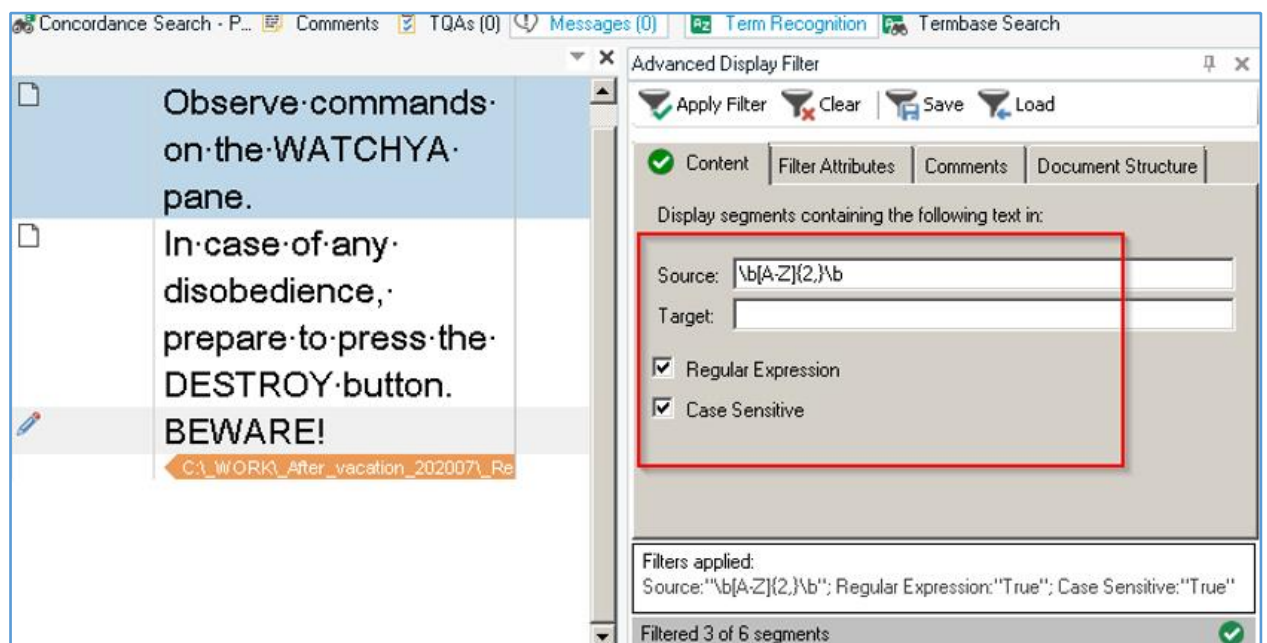 Concordance Search - P... Comments TQAs (0) Messages (0) Term Recognition Termbase Search
Observe·commands·
on·the·WATCHYA·
pane.
In·case·of·any·
disobedience,·
prepare·to·press·the·
DESTROY·button.
BEWARE!
C:\_WORK\_After_vacation_202007\_Re
Advanced Display Filter
Apply Filter Clear Save Load
Content Filter Attributes Comments Document Structure
Display segments containing the following text in:
Source: \b[A-Z]{2,}\b
Target:
Regular Expression
Case Sensitive
Filters applied:
Source:"\b[A-Z]{2,}\b"; Regular Expression:"True"; Case Sensitive:"True"
Filtered 3 of 6 segments